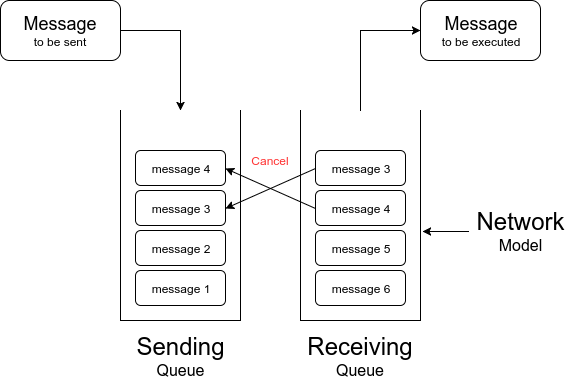 Message
to be sent
Message
to be executed
Cancel
message 4
message 3
message 2
message 1
message 3
message 4
message 5
message 6
Network
Model
Sending
Queue
Receiving
Queue